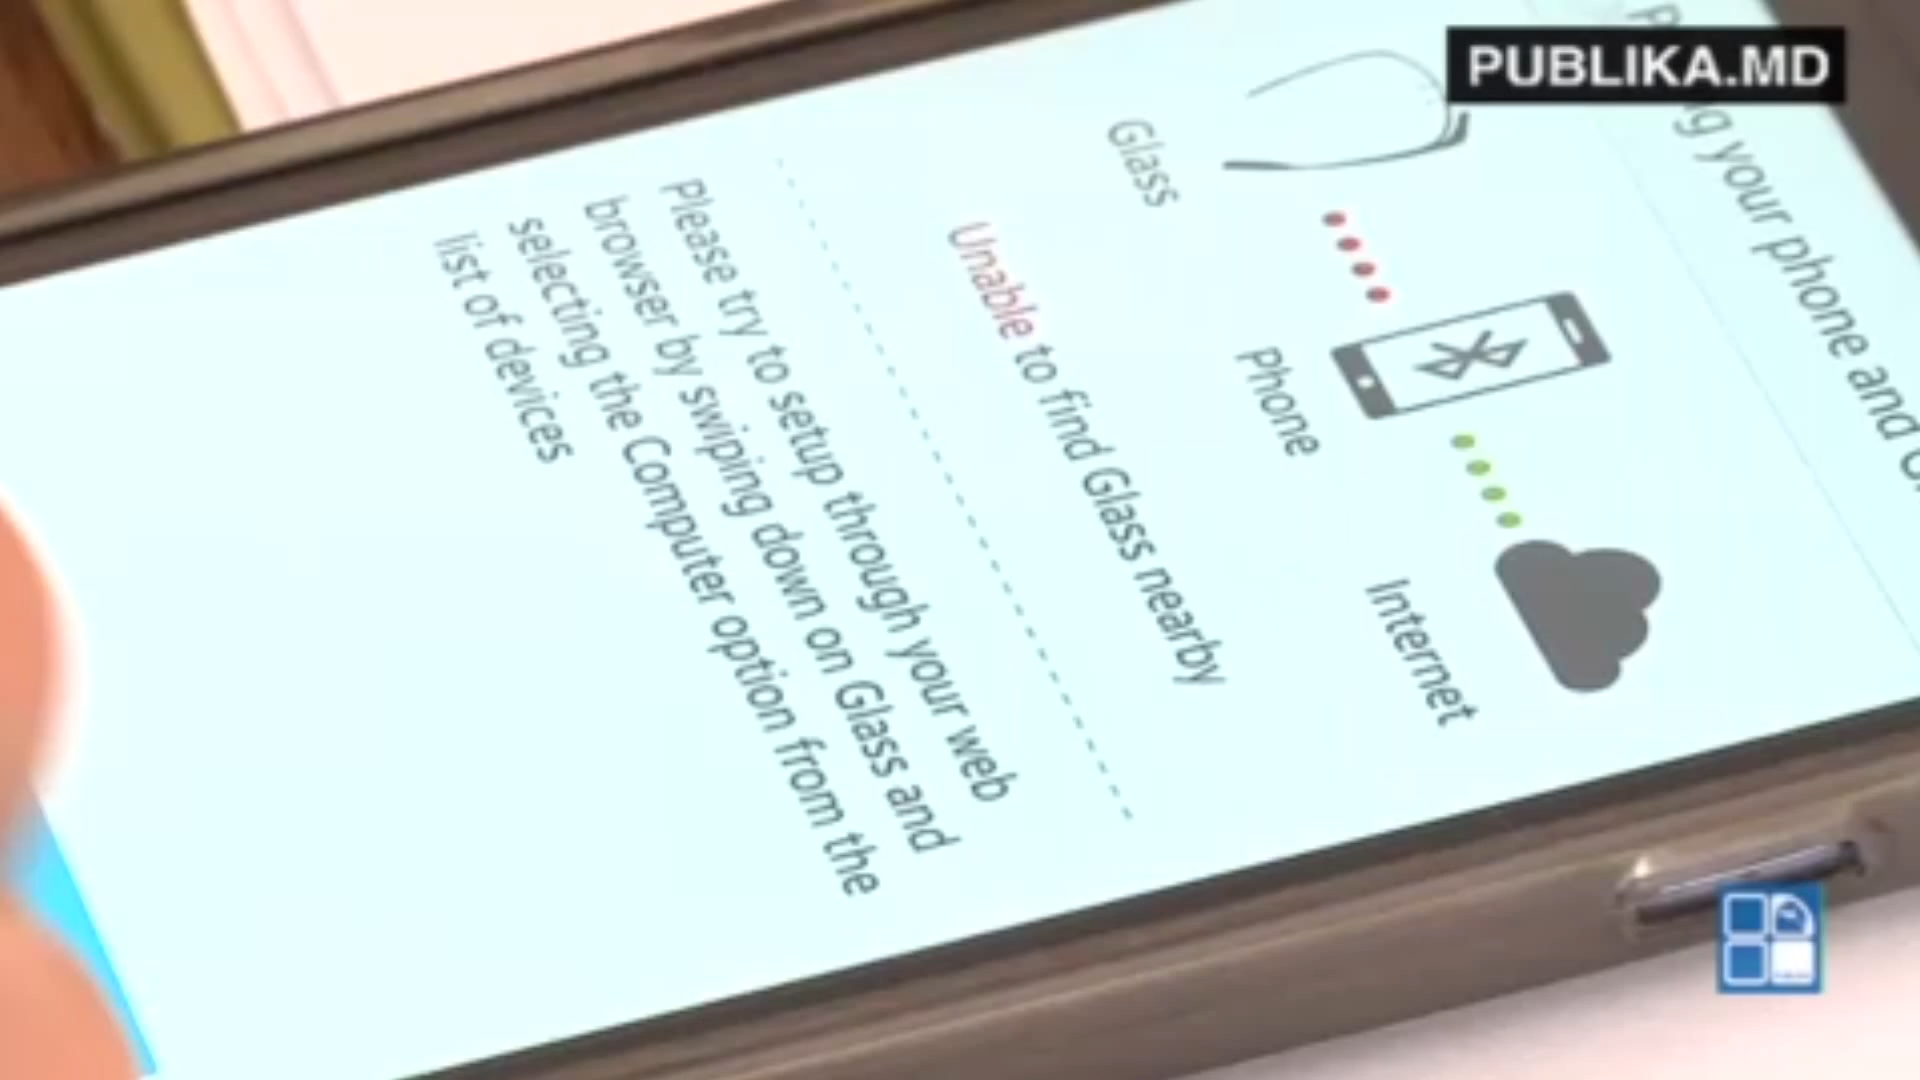 PUBLIKA.MD
g your phone and
Glass
Phone
Internet
Unable to find Glass nearby
Please try to setup through your web
browser by swiping down on Glass and
selecting the Computer option from the
list of devices